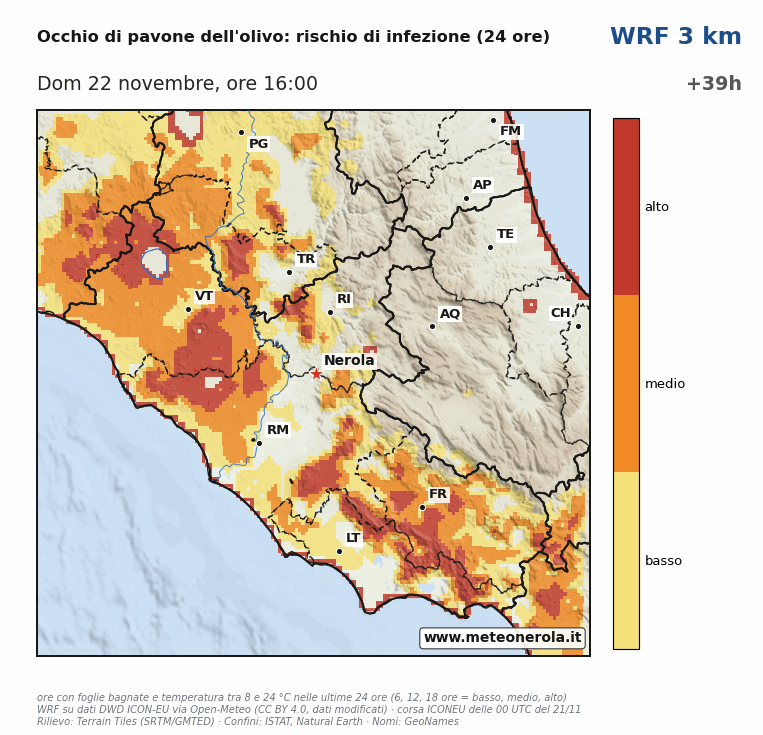 Occhio di pavone dell'olivo: rischio di infezione (24 ore)
WRF 3 km
Dom 22 novembre, ore 16:00
+39h
FM
PG
AP
TE
TR
VT
RI
AQ
CH
Nerola
RM
FR
LT
www.meteonerola.it
alto
medio
basso
ore con foglie bagnate e temperatura tra 8 e 24 °C nelle ultime 24 ore (6, 12, 18 ore = basso, medio, alto)
WRF su dati DWD ICON-EU via Open-Meteo (CC BY 4.0, dati modificati) · corsa ICONEU delle 00 UTC del 21/11
Rilievo: Terrain Tiles (SRTM/GMTED) · Confini: ISTAT, Natural Earth · Nomi: GeoNames